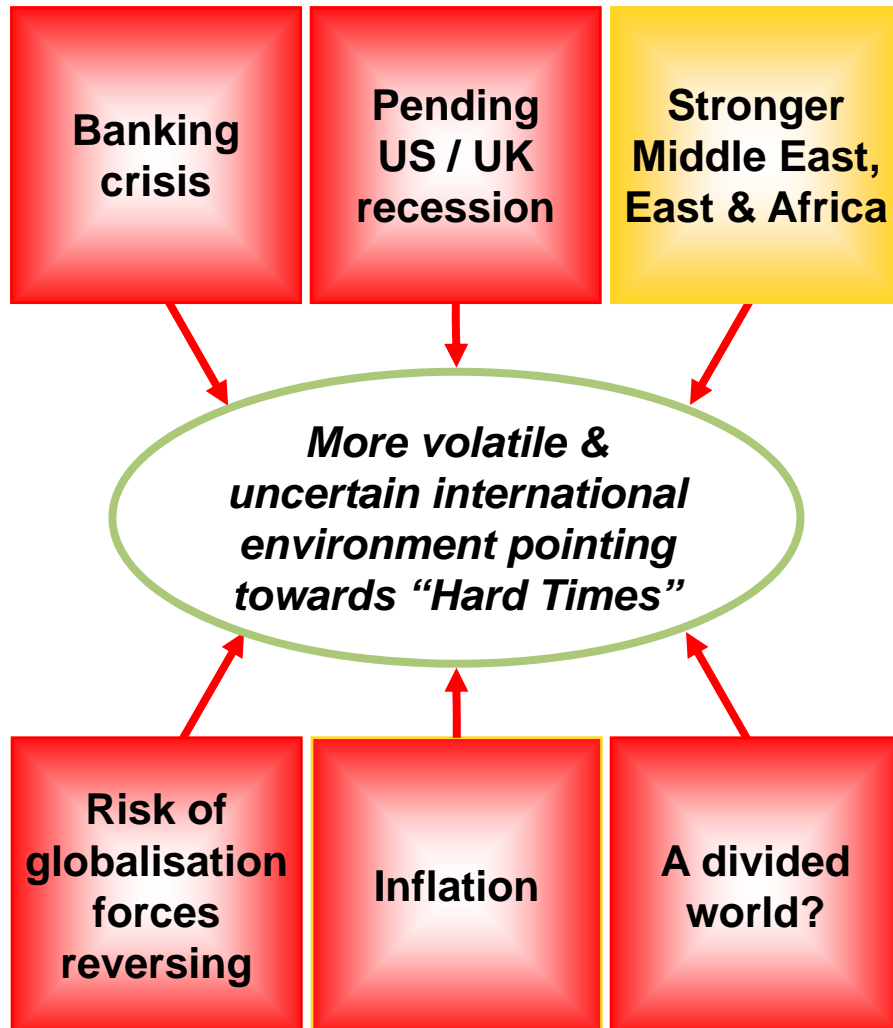 Banking
crisis
Pending
US / UK
recession
Stronger
Middle East,
East & Africa
More volatile &
uncertain international
environment pointing
towards “Hard Times”
Risk of
globalisation
forces
reversing
Inflation
A divided
world?